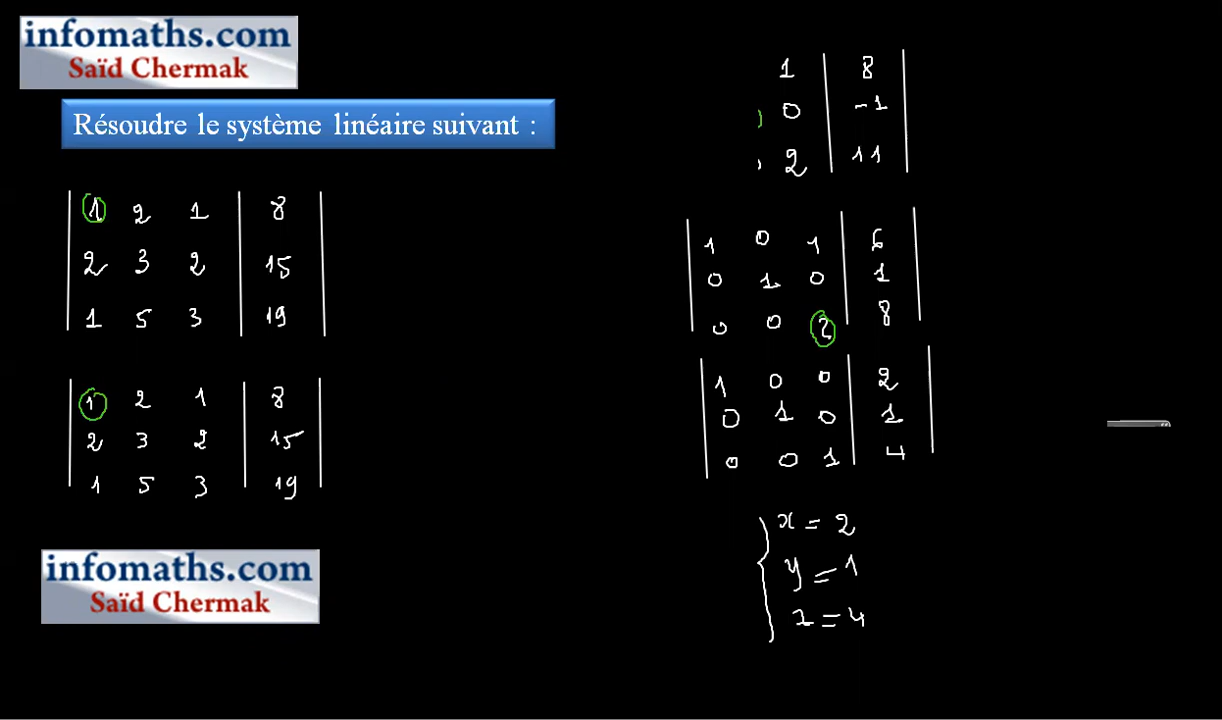 infomaths.com
Saïd Chermak
Résoudre le système linéaire suivant :
1 2 1 8
2 3 2 15
1 5 3 19
1 2 1 8
2 3 2 15
1 5 3 19
infomaths.com
Saïd Chermak
1 8
0 -1
2 11
1 0 1 6
0 1 0 1
0 0 2 8
1 0 0 2
0 1 0 1
0 0 1 4
x = 2
y = 1
z = 4